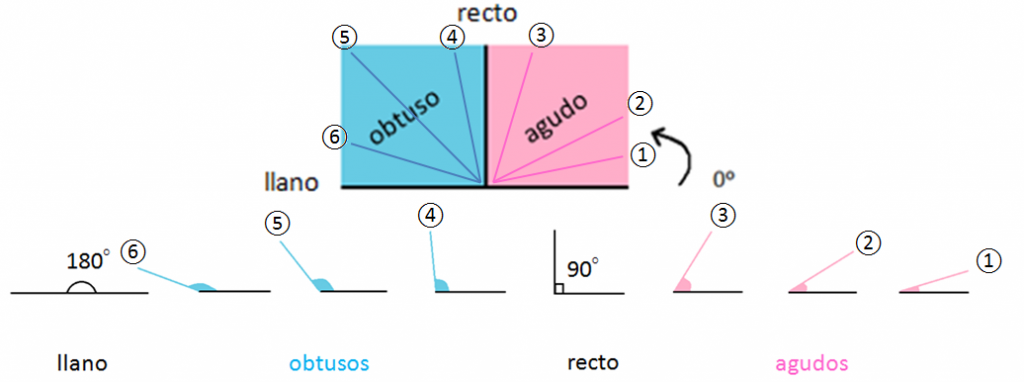 recto
⑤ ④ ③
obtuso agudo
②
⑥
①
llano 0º
③
④
⑤
⑥ ②
180° 90° ①
llano obtusos recto agudos